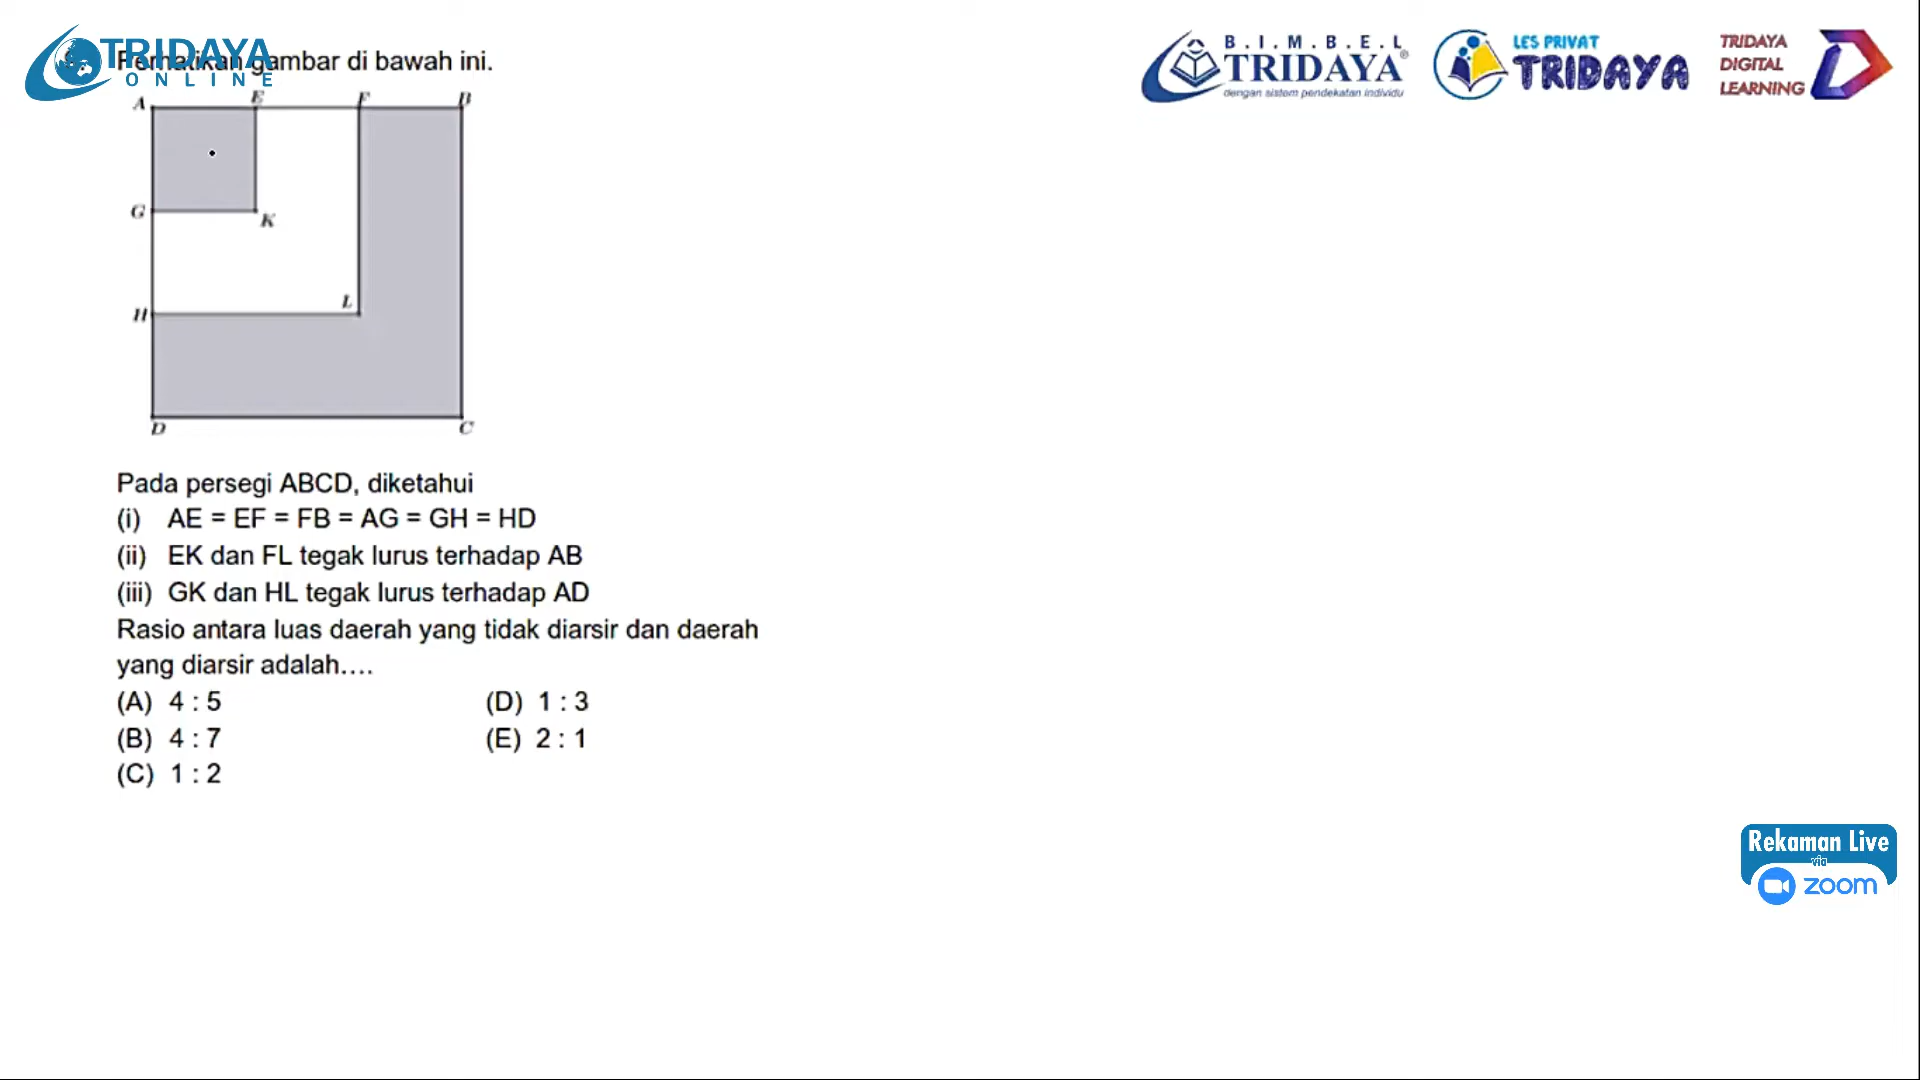 TRIDAYA
ONLINE
Perhatikan gambar di bawah ini.
B.I.M.B.E.L
TRIDAYA®
dengan sistem pendekatan individu
LES PRIVAT
TRIDAYA
TRIDAYA
DIGITAL
LEARNING
A E F B
G K
H L
D C
Pada persegi ABCD, diketahui
(i) AE = EF = FB = AG = GH = HD
(ii) EK dan FL tegak lurus terhadap AB
(iii) GK dan HL tegak lurus terhadap AD
Rasio antara luas daerah yang tidak diarsir dan daerah
yang diarsir adalah....
(A) 4 : 5 (D) 1 : 3
(B) 4 : 7 (E) 2 : 1
(C) 1 : 2
Rekaman Live
via
zoom